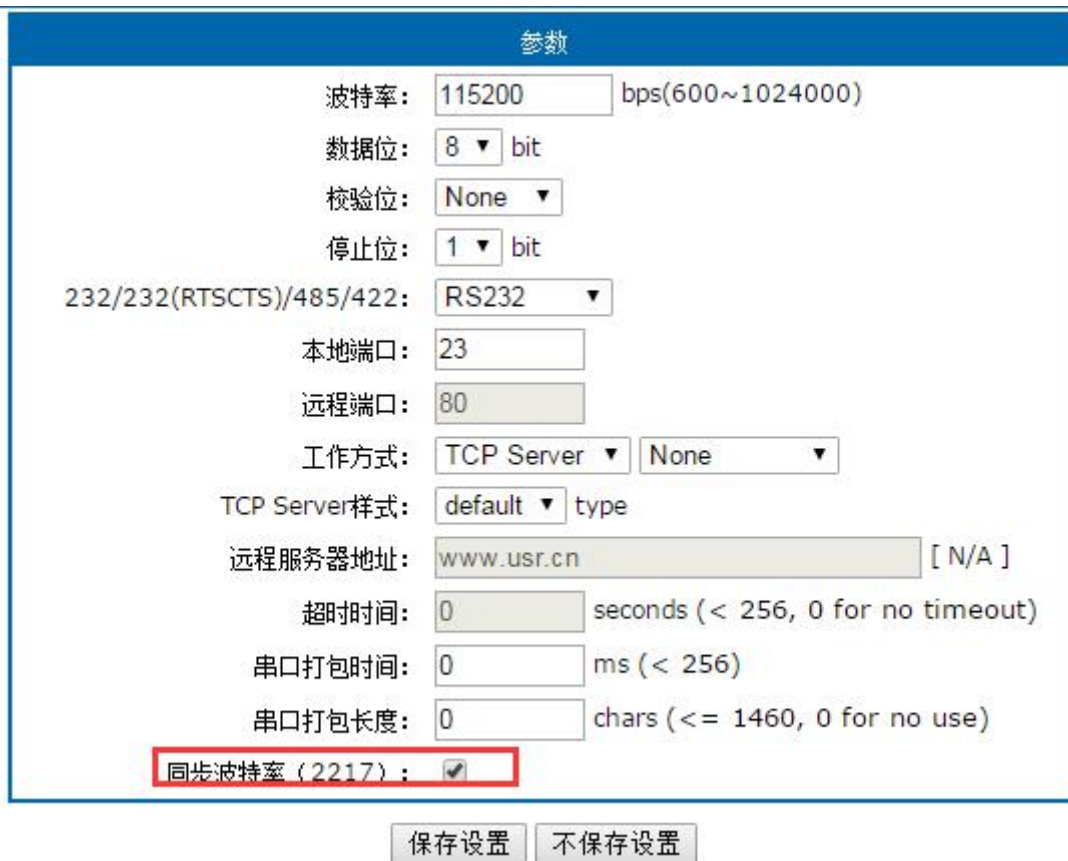 参数
波特率： 115200 bps(600~1024000)
数据位： 8 bit
校验位： None
停止位： 1 bit
232/232(RTSCTS)/485/422： RS232
本地端口： 23
远程端口： 80
工作方式： TCP Server None
TCP Server样式： default type
远程服务器地址： www.usr.cn [ N/A ]
超时时间： 0 seconds (< 256, 0 for no timeout)
串口打包时间： 0 ms (< 256)
串口打包长度： 0 chars (<= 1460, 0 for no use)
同步波特率（2217）：
保存设置 不保存设置